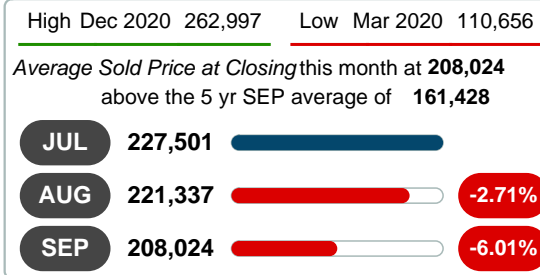 High Dec 2020 262,997 Low Mar 2020 110,656
Average Sold Price at Closing this month at 208,024
above the 5 yr SEP average of 161,428
JUL 227,501
AUG 221,337 -2.71%
SEP 208,024 -6.01%